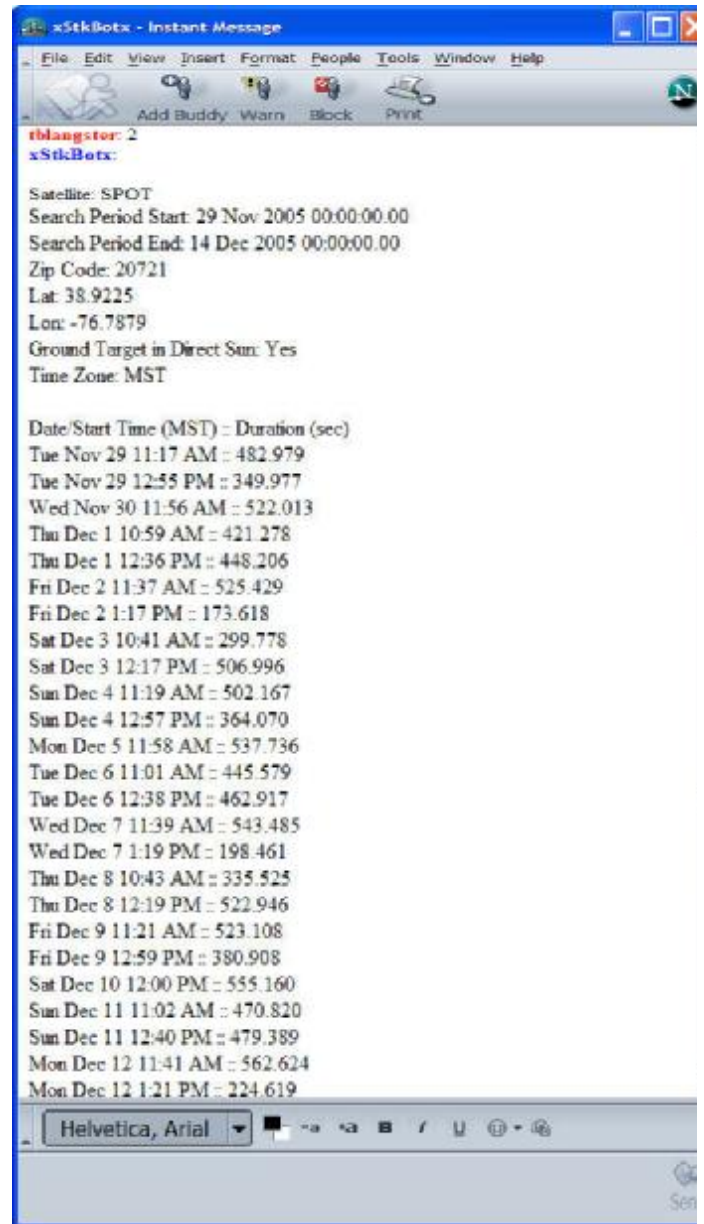 xStkBotx - Instant Message
File Edit View Insert Format People Tools Window Help
N
Add Buddy Warn Block Print
tblangster: 2
xStkBotx:
Satellite: SPOT
Search Period Start: 29 Nov 2005 00:00:00.00
Search Period End: 14 Dec 2005 00:00:00.00
Zip Code: 20721
Lat: 38.9225
Lon: -76.7879
Ground Target in Direct Sun: Yes
Time Zone: MST
Date/Start Time (MST) :: Duration (sec)
Tue Nov 29 11:17 AM :: 482.979
Tue Nov 29 12:55 PM :: 349.977
Wed Nov 30 11:56 AM :: 522.013
Thu Dec 1 10:59 AM :: 421.278
Thu Dec 1 12:36 PM :: 448.206
Fri Dec 2 11:37 AM :: 525.429
Fri Dec 2 1:17 PM :: 173.618
Sat Dec 3 10:41 AM :: 299.778
Sat Dec 3 12:17 PM :: 506.996
Sun Dec 4 11:19 AM :: 502.167
Sun Dec 4 12:57 PM :: 364.070
Mon Dec 5 11:58 AM :: 537.736
Tue Dec 6 11:01 AM :: 445.579
Tue Dec 6 12:38 PM :: 462.917
Wed Dec 7 11:39 AM :: 543.485
Wed Dec 7 1:19 PM :: 198.461
Thu Dec 8 10:43 AM :: 335.525
Thu Dec 8 12:19 PM :: 522.946
Fri Dec 9 11:21 AM :: 523.108
Fri Dec 9 12:59 PM :: 380.908
Sat Dec 10 12:00 PM :: 555.160
Sun Dec 11 11:02 AM :: 470.820
Sun Dec 11 12:40 PM :: 479.389
Mon Dec 12 11:41 AM :: 562.624
Mon Dec 12 1:21 PM :: 224.619
Helvetica, Arial -a +a B I U
Sen